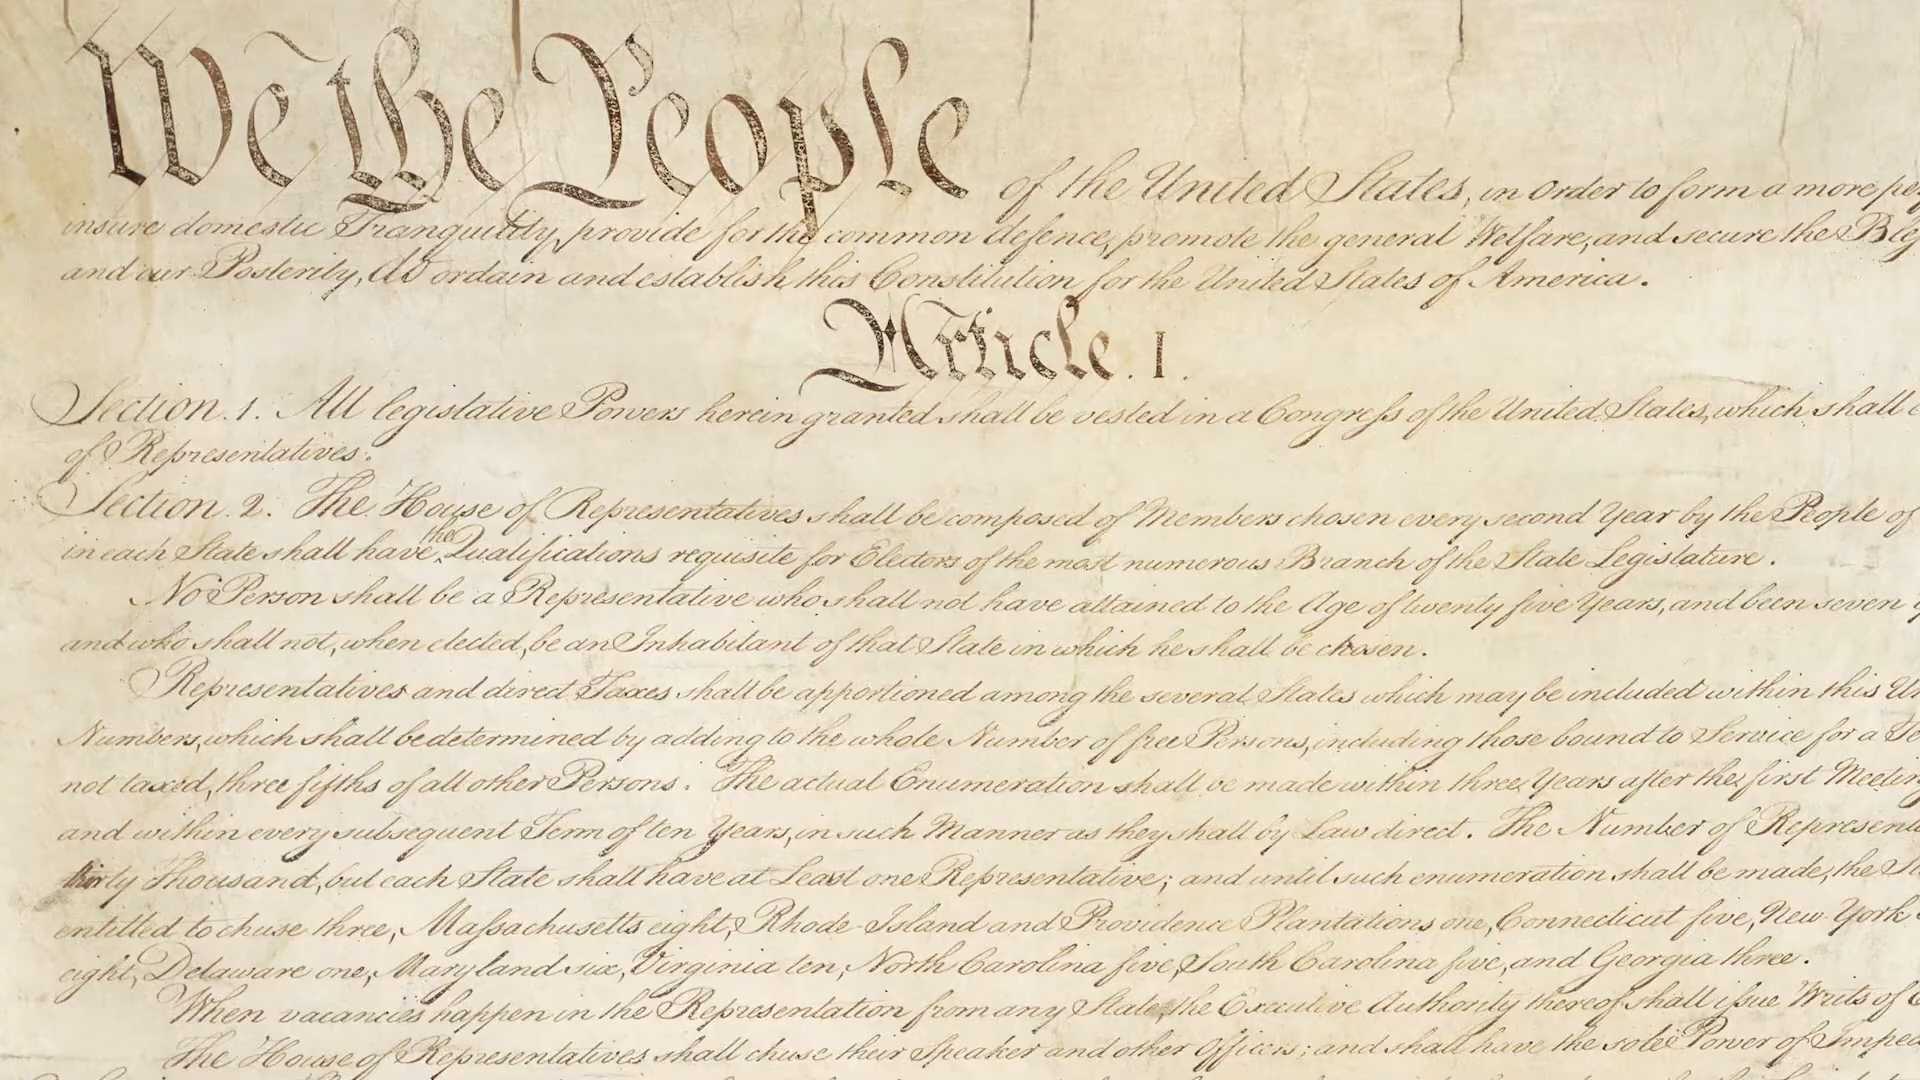 We the People of the United States, in Order to form a more per
insure domestic Tranquility, provide for the common defence, promote the general Welfare, and secure the Bles
and our Posterity, do ordain and establish this Constitution for the United States of America.
Article. I.
Section. 1. All legislative Powers herein granted shall be vested in a Congress of the United States, which shall c
of Representatives.
Section. 2. The House of Representatives shall be composed of Members chosen every second Year by the People of
in each State shall have the Qualifications requisite for Electors of the most numerous Branch of the State Legislature.
No Person shall be a Representative who shall not have attained to the Age of twenty five Years, and been seven Y
and who shall not, when elected, be an Inhabitant of that State in which he shall be chosen.
Representatives and direct Taxes shall be apportioned among the several States which may be included within this Un
Numbers, which shall be determined by adding to the whole Number of free Persons, including those bound to Service for a Te
not taxed, three fifths of all other Persons. The actual Enumeration shall be made within three Years after the first Meeting
and within every subsequent Term of ten Years, in such Manner as they shall by Law direct. The Number of Representa
thirty Thousand, but each State shall have at Least one Representative; and until such enumeration shall be made, the St
entitled to chuse three, Massachusetts eight, Rhode-Island and Providence Plantations one, Connecticut five, New-York
eight, Delaware one, Maryland six, Virginia ten, North Carolina five, South Carolina five, and Georgia three.
When vacancies happen in the Representation from any State, the Executive Authority thereof shall issue Writs of E
The House of Representatives shall chuse their Speaker and other Officers; and shall have the sole Power of Impea